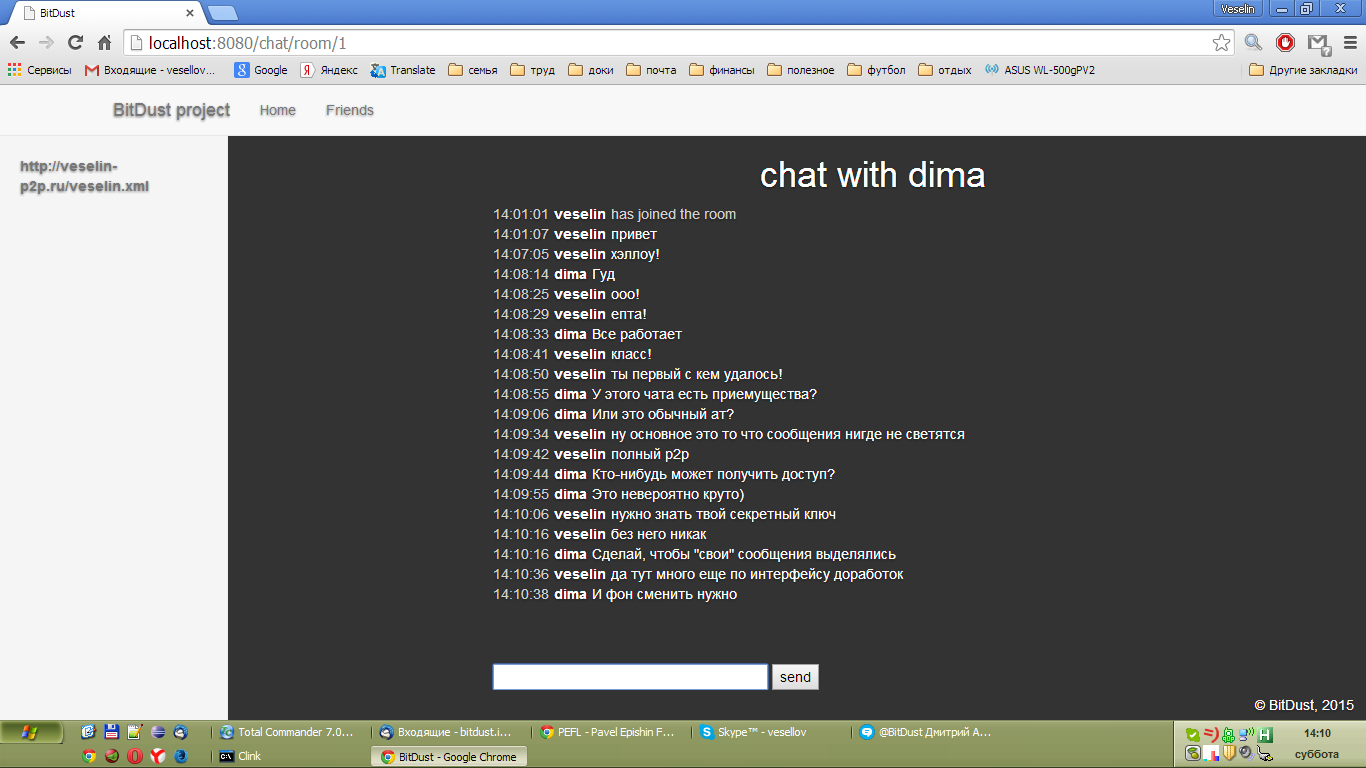 BitDust
Veselin
localhost:8080/chat/room/1
Сервисы Входящие - vesellov... Google Яндекс Translate семья труд доки почта финансы полезное футбол отдых ASUS WL-500gPV2 Другие закладки
BitDust project Home Friends
http://veselin-
p2p.ru/veselin.xml
chat with dima
14:01:01 veselin has joined the room
14:01:07 veselin привет
14:07:05 veselin хэллоу!
14:08:14 dima Гуд
14:08:25 veselin ооо!
14:08:29 veselin епта!
14:08:33 dima Все работает
14:08:41 veselin класс!
14:08:50 veselin ты первый с кем удалось!
14:08:55 dima У этого чата есть приемущества?
14:09:06 dima Или это обычный ат?
14:09:34 veselin ну основное это то что сообщения нигде не светятся
14:09:42 veselin полный p2p
14:09:44 dima Кто-нибудь может получить доступ?
14:09:55 dima Это невероятно круто)
14:10:06 veselin нужно знать твой секретный ключ
14:10:16 veselin без него никак
14:10:16 dima Сделай, чтобы "свои" сообщения выделялись
14:10:36 veselin да тут много еще по интерфейсу доработок
14:10:38 dima И фон сменить нужно
send
© BitDust, 2015
Total Commander 7.0... Входящие - bitdust.i... PEFL - Pavel Epishin F... Skype™ - vesellov @BitDust Дмитрий А... 14:10
Clink BitDust - Google Chrome суббота